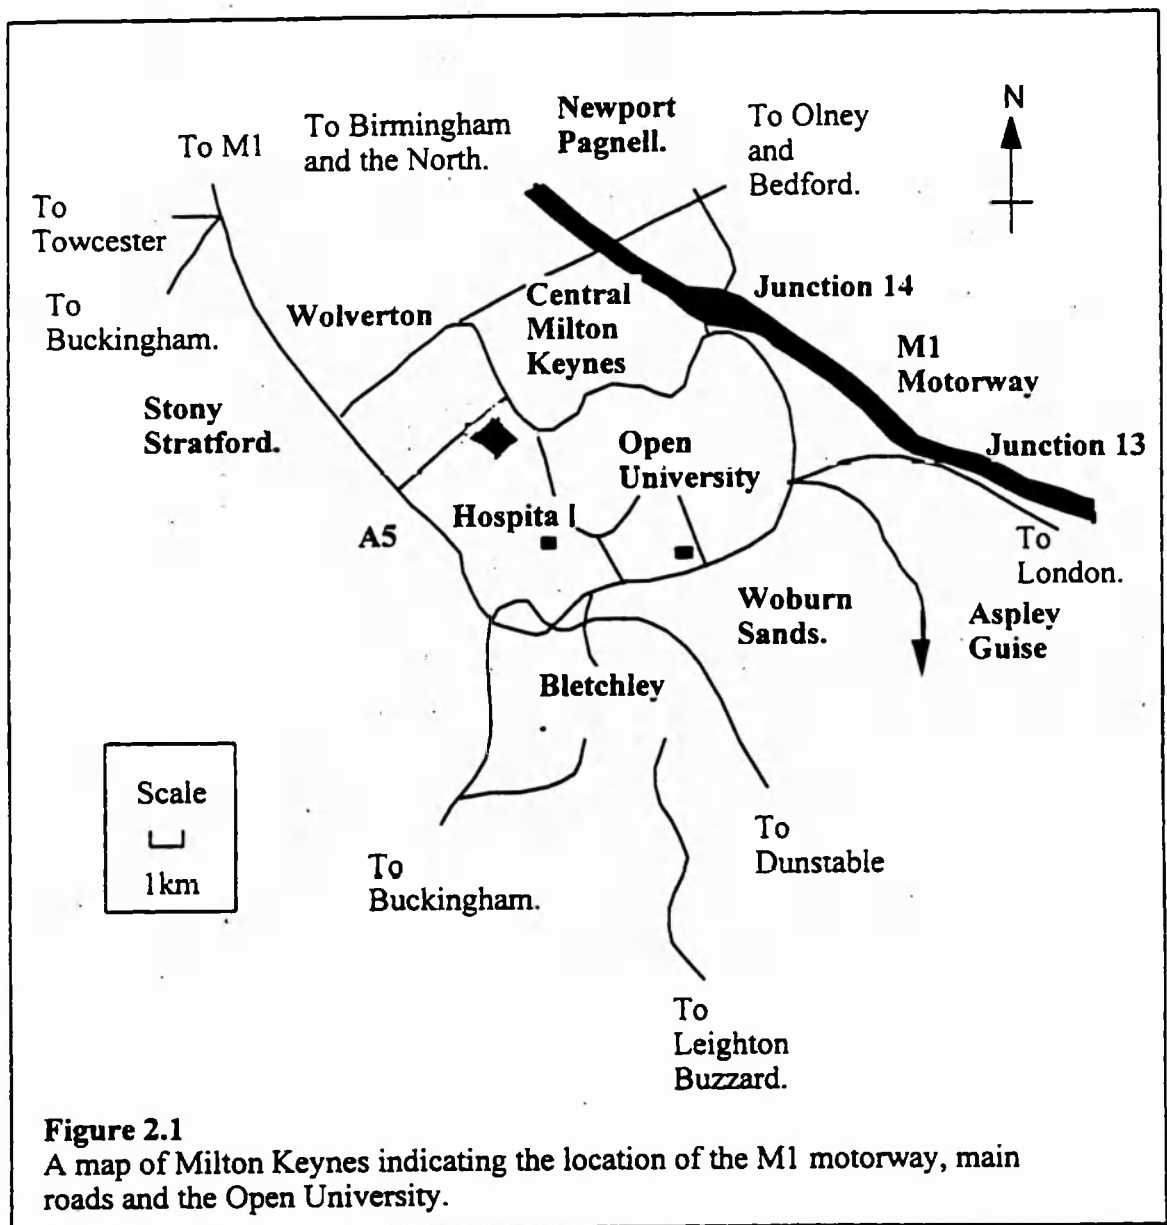 N
To M1
To Birmingham
and the North.
Newport
Pagnell.
To Olney
and
Bedford.
To
Towcester
To
Buckingham.
Wolverton
Central
Milton
Keynes
Junction 14
M1
Motorway
Stony
Stratford.
Open
University
Junction 13
Hospita l
A5
To
London.
Woburn
Sands.
Aspley
Guise
Bletchley
Scale
1km
To
Buckingham.
To
Dunstable
To
Leighton
Buzzard.
Figure 2.1
A map of Milton Keynes indicating the location of the M1 motorway, main
roads and the Open University.